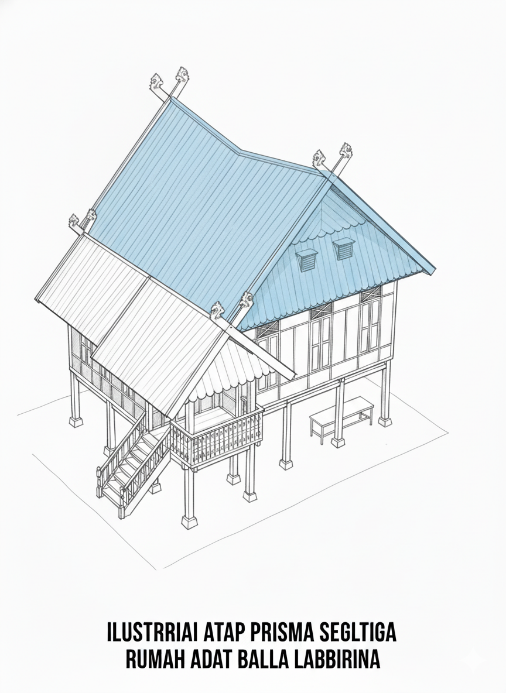 ILUSTRRIAI ATAP PRISMA SEGLTIGA
RUMAH ADAT BALLA LABBIRINA